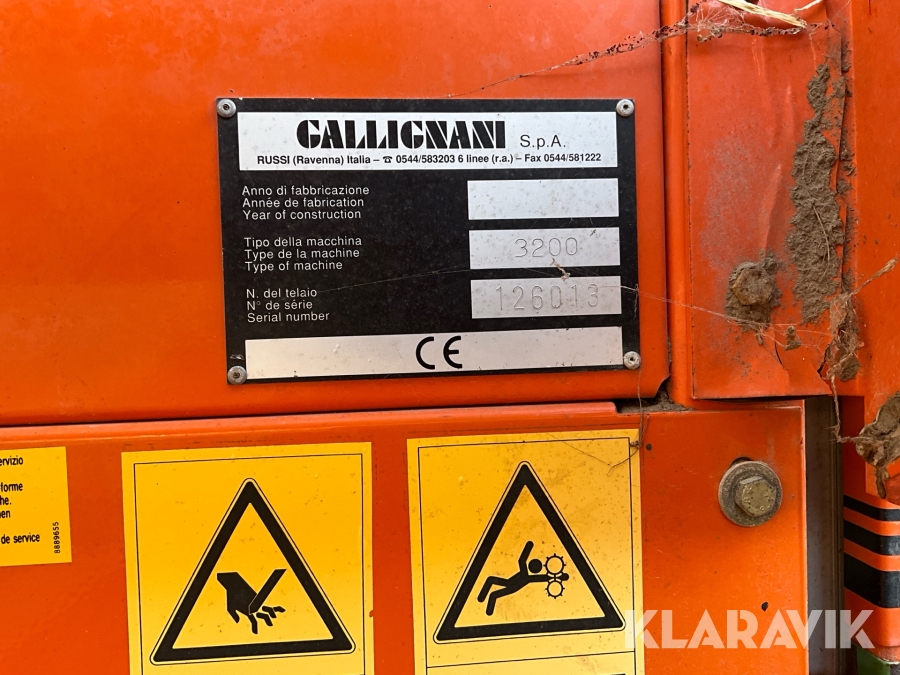 GALLIGNANI S.p.A.
RUSSI (Ravenna) Italia – ☎ 0544/583203 6 linee (r.a.) – Fax 0544/581222
Anno di fabbricazione
Année de fabrication
Year of construction
Tipo della macchina
Type de la machine
Type of machine
3200
N. del telaio
N° de série
Serial number
126013
CE
ervizio
forme
he.
nen
de service
8889655
KLARAVIK